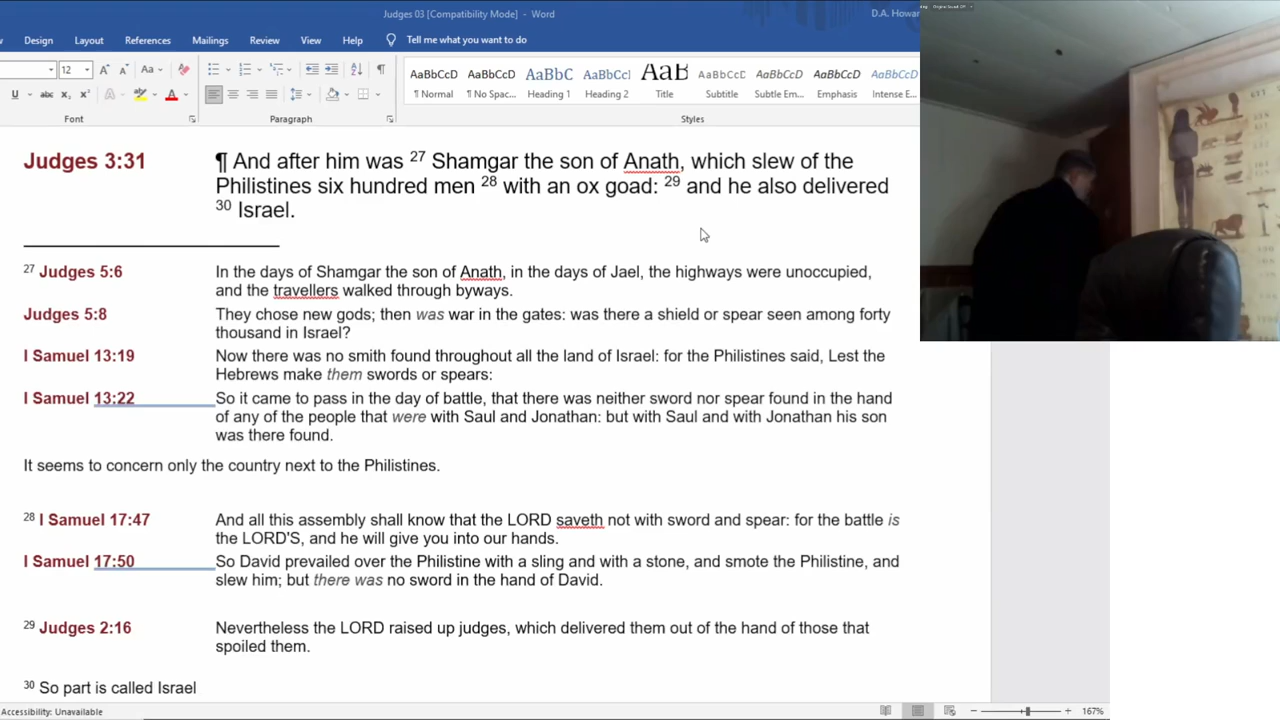 Judges 03 [Compatibility Mode] - Word
D.A. Howar
Design Layout References Mailings Review View Help Tell me what you want to do
12 Aa
AaBbCcD AaBbCcD AaBbC AaBbCcl AaB AaBbCcD AaBbCcD AaBbCcD AaBbCcD
¶ Normal ¶ No Spac... Heading 1 Heading 2 Title Subtitle Subtle Em... Emphasis Intense E...
Font Paragraph Styles
Judges 3:31 ¶ And after him was 27 Shamgar the son of Anath, which slew of the
Philistines six hundred men 28 with an ox goad: 29 and he also delivered
30 Israel.
27 Judges 5:6 In the days of Shamgar the son of Anath, in the days of Jael, the highways were unoccupied,
and the travellers walked through byways.
Judges 5:8 They chose new gods; then was war in the gates: was there a shield or spear seen among forty
thousand in Israel?
I Samuel 13:19 Now there was no smith found throughout all the land of Israel: for the Philistines said, Lest the
Hebrews make them swords or spears:
I Samuel 13:22 So it came to pass in the day of battle, that there was neither sword nor spear found in the hand
of any of the people that were with Saul and Jonathan: but with Saul and with Jonathan his son
was there found.
It seems to concern only the country next to the Philistines.
28 I Samuel 17:47 And all this assembly shall know that the LORD saveth not with sword and spear: for the battle is
the LORD'S, and he will give you into our hands.
I Samuel 17:50 So David prevailed over the Philistine with a sling and with a stone, and smote the Philistine, and
slew him; but there was no sword in the hand of David.
29 Judges 2:16 Nevertheless the LORD raised up judges, which delivered them out of the hand of those that
spoiled them.
30 So part is called Israel
Accessibility: Unavailable
167%